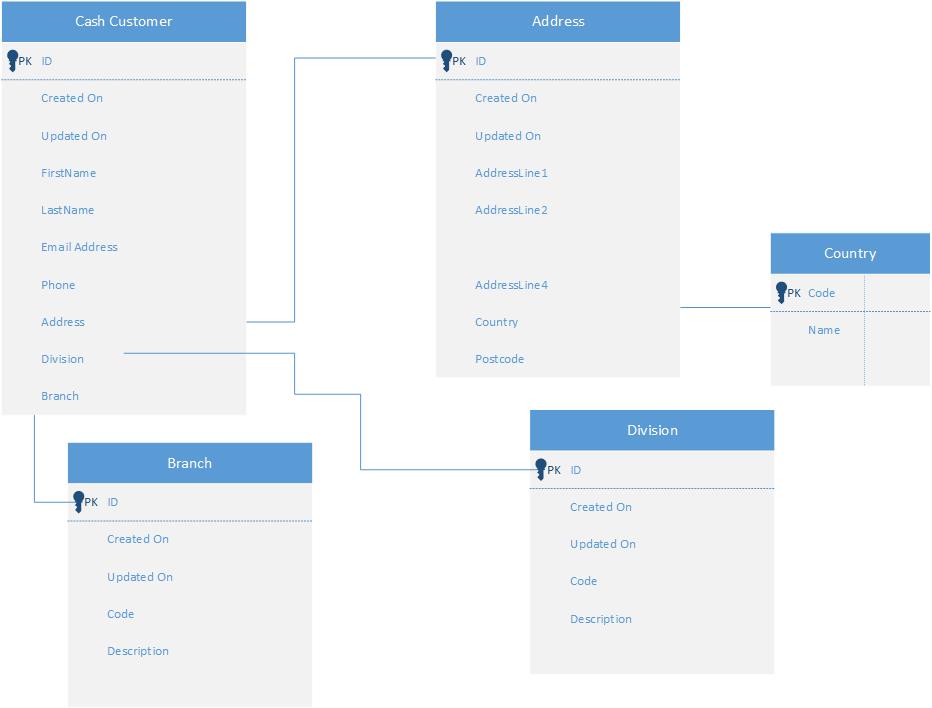 Cash Customer
PK ID
Created On
Updated On
FirstName
LastName
Email Address
Phone
Address
Division
Branch
Address
PK ID
Created On
Updated On
AddressLine1
AddressLine2
AddressLine4
Country
Postcode
Country
PK Code
Name
Branch
PK ID
Created On
Updated On
Code
Description
Division
PK ID
Created On
Updated On
Code
Description